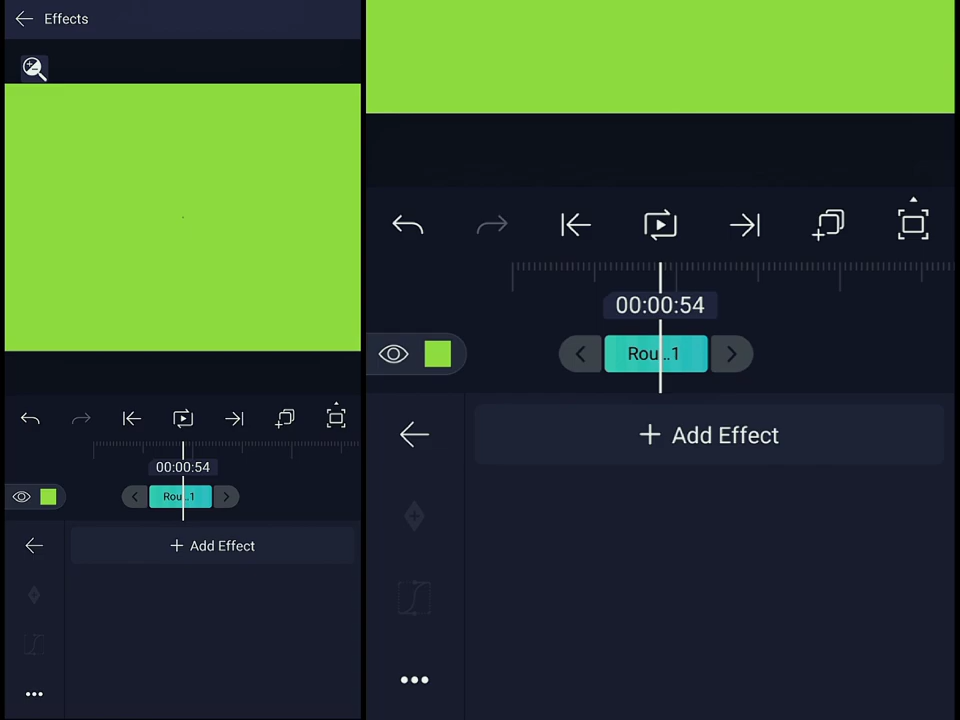 Effects
00:00:54
Rou...1
+ Add Effect
00:00:54
Rou...1
+ Add Effect